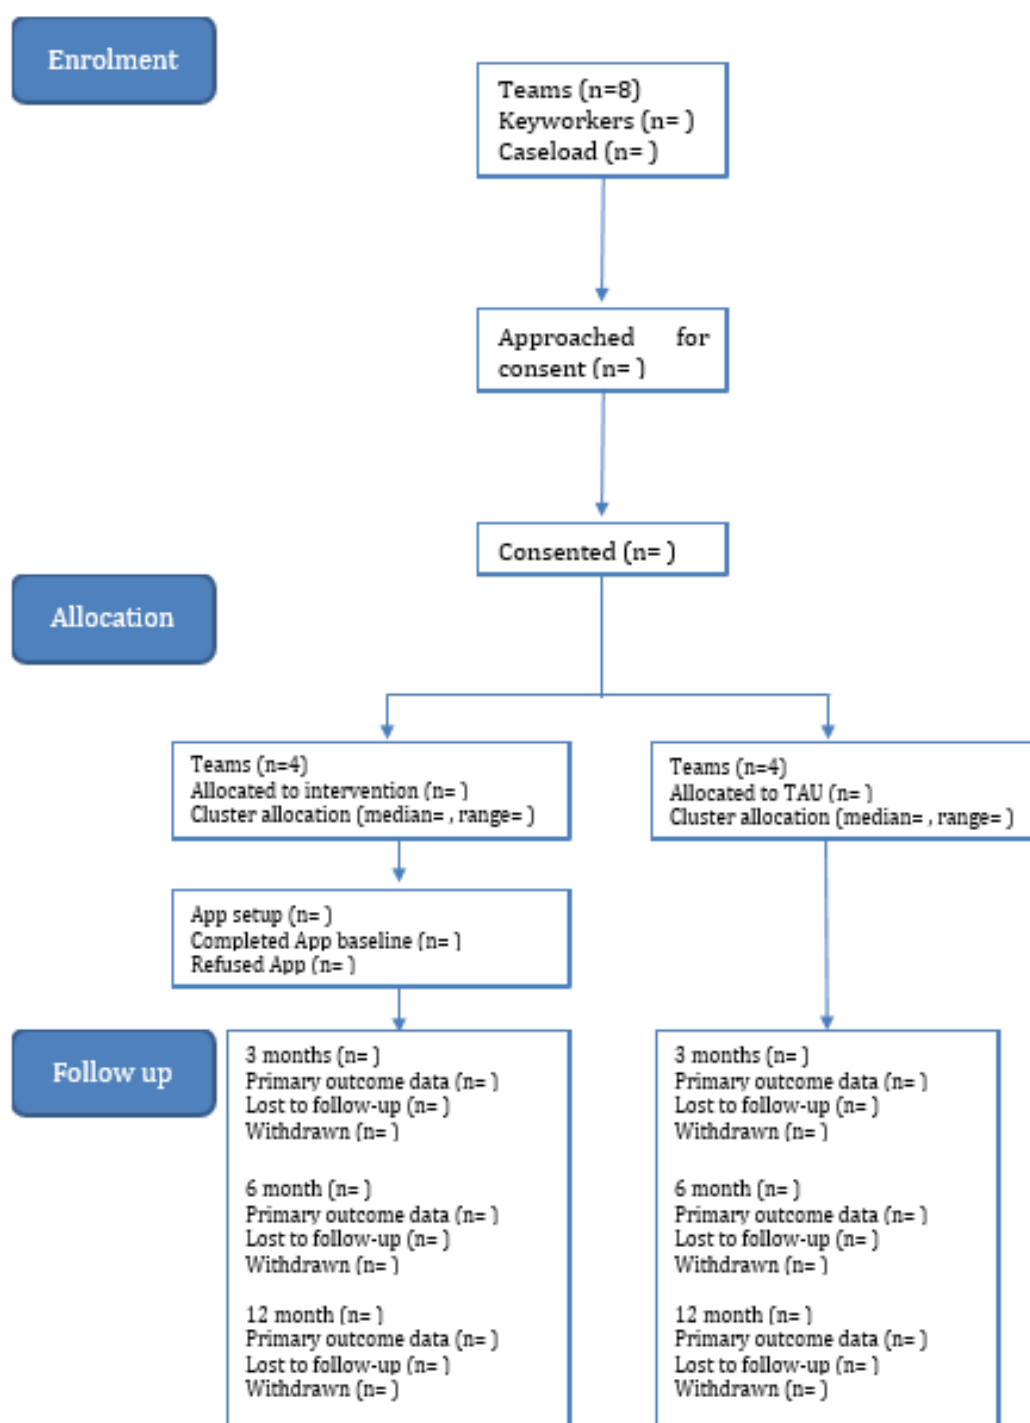 Enrolment
Teams (n=8)
Keyworkers (n= )
Caseload (n= )
Approached for
consent (n= )
Consented (n= )
Allocation
Teams (n=4)
Allocated to intervention (n= )
Cluster allocation (median= , range= )
Teams (n=4)
Allocated to TAU (n= )
Cluster allocation (median= , range= )
App setup (n= )
Completed App baseline (n= )
Refused App (n= )
Follow up
3 months (n= )
Primary outcome data (n= )
Lost to follow-up (n= )
Withdrawn (n= )
6 month (n= )
Primary outcome data (n= )
Lost to follow-up (n= )
Withdrawn (n= )
12 month (n= )
Primary outcome data (n= )
Lost to follow-up (n= )
Withdrawn (n= )
3 months (n= )
Primary outcome data (n= )
Lost to follow-up (n= )
Withdrawn (n= )
6 month (n= )
Primary outcome data (n= )
Lost to follow-up (n= )
Withdrawn (n= )
12 month (n= )
Primary outcome data (n= )
Lost to follow-up (n= )
Withdrawn (n= )